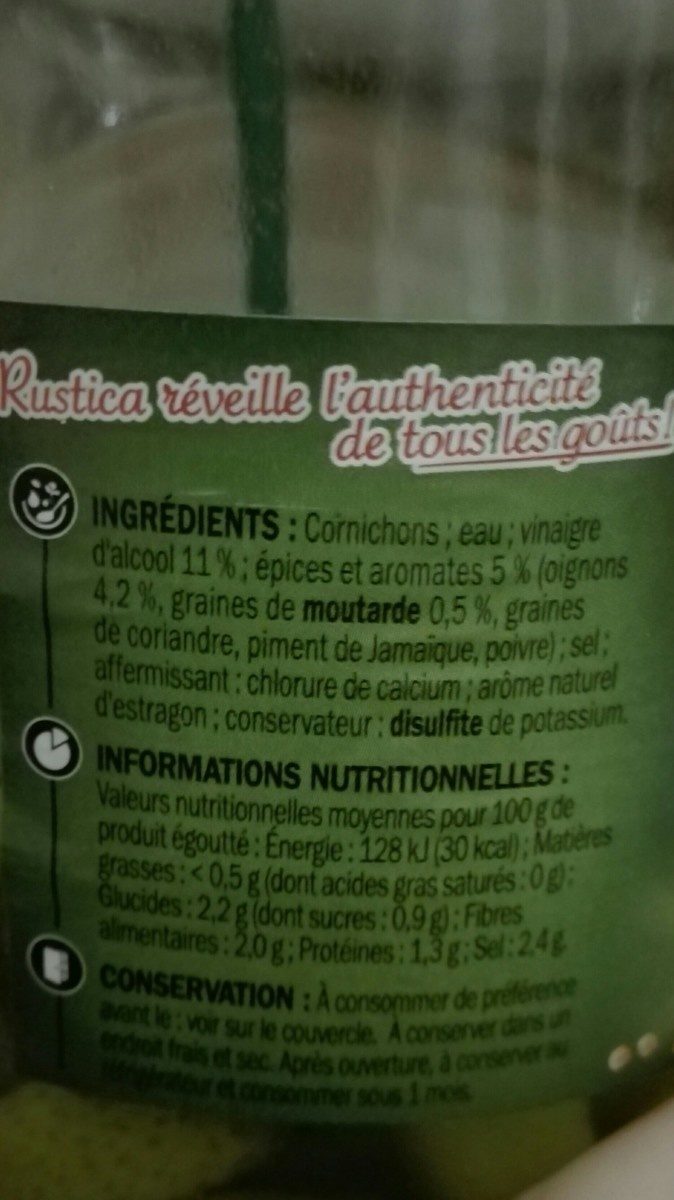 Rustica réveille l'authenticité
de tous les goûts!
INGRÉDIENTS : Cornichons ; eau ; vinaigre
d'alcool 11 % ; épices et aromates 5 % (oignons
4,2 %, graines de moutarde 0,5 %, graines
de coriandre, piment de Jamaïque, poivre) ; sel ;
affermissant : chlorure de calcium ; arôme naturel
d'estragon ; conservateur : disulfite de potassium.
INFORMATIONS NUTRITIONNELLES :
Valeurs nutritionnelles moyennes pour 100 g de
produit égoutté : Énergie : 128 kJ (30 kcal) ; Matières
grasses : < 0,5 g (dont acides gras saturés : 0 g) ;
Glucides : 2,2 g (dont sucres : 0,9 g) ; Fibres
alimentaires : 2,0 g ; Protéines : 1,3 g ; Sel : 2,4 g.
CONSERVATION : À consommer de préférence
avant le : voir sur le couvercle. À conserver dans un
endroit frais et sec. Après ouverture, à conserver au
réfrigérateur et consommer sous 1 mois.